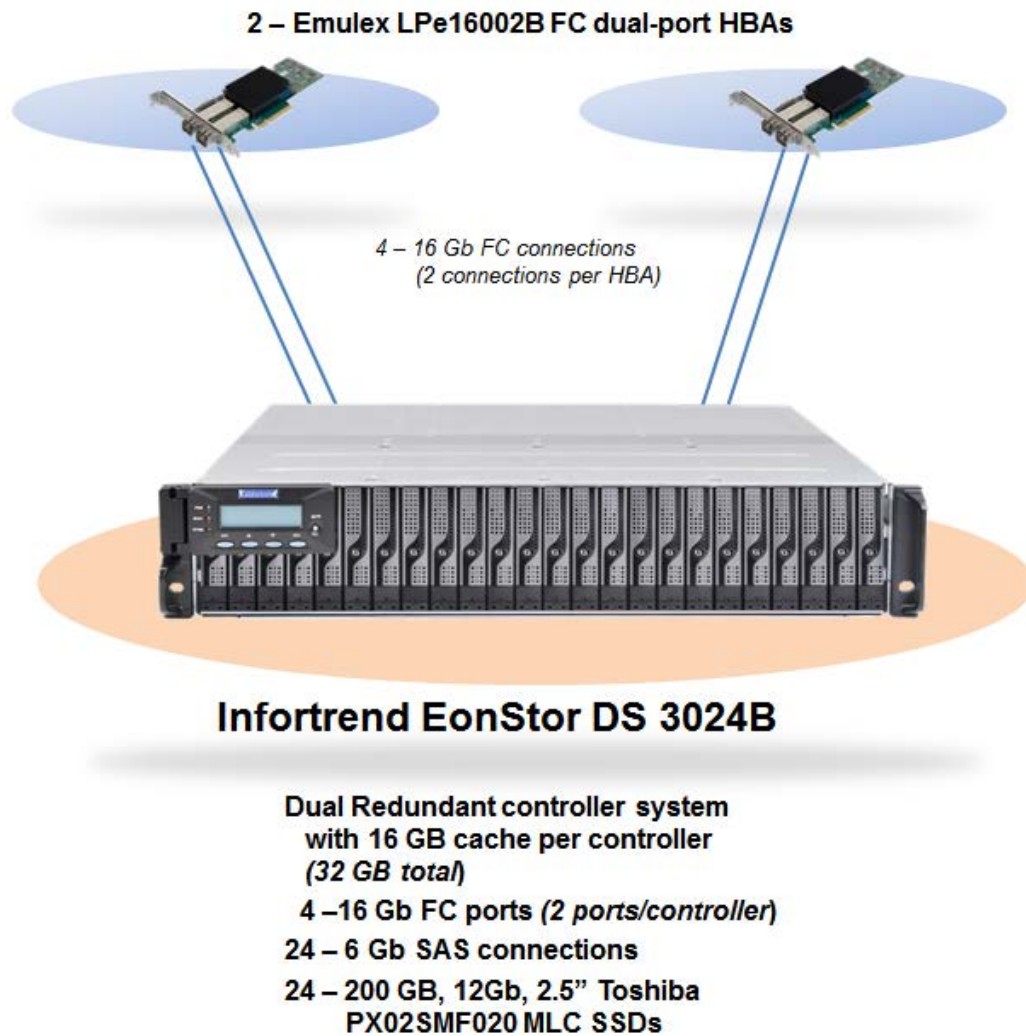 2 – Emulex LPe16002B FC dual-port HBAs
4 – 16 Gb FC connections
(2 connections per HBA)
Infortrend EonStor DS 3024B
Dual Redundant controller system
with 16 GB cache per controller
(32 GB total)
4 –16 Gb FC ports (2 ports/controller)
24 – 6 Gb SAS connections
24 – 200 GB, 12Gb, 2.5” Toshiba
PX02SMF020 MLC SSDs